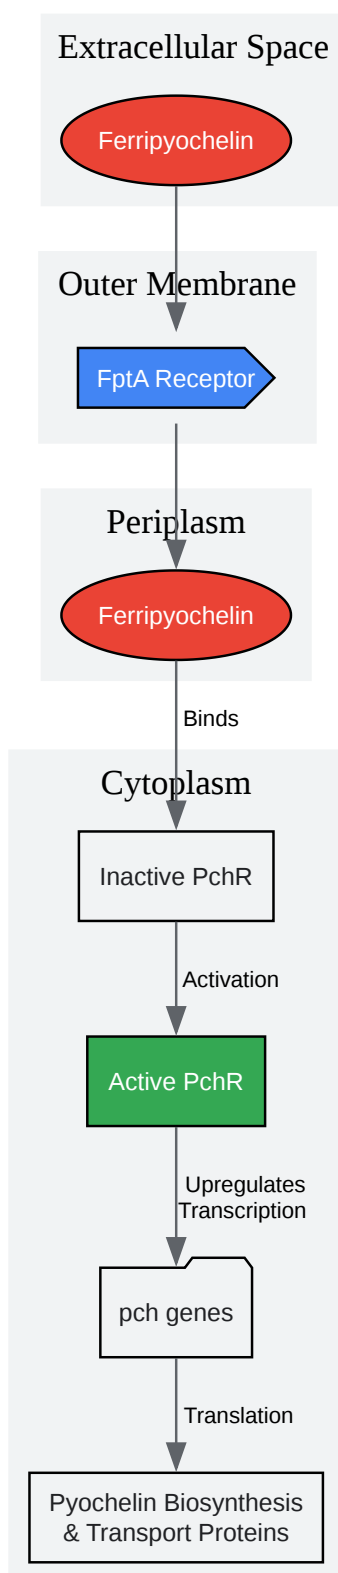 Extracellular Space
Ferripyochelin
Outer Membrane
FptA Receptor
Periplasm
Ferripyochelin
Binds
Cytoplasm
Inactive PchR
Activation
Active PchR
Upregulates
Transcription
pch genes
Translation
Pyochelin Biosynthesis
& Transport Proteins